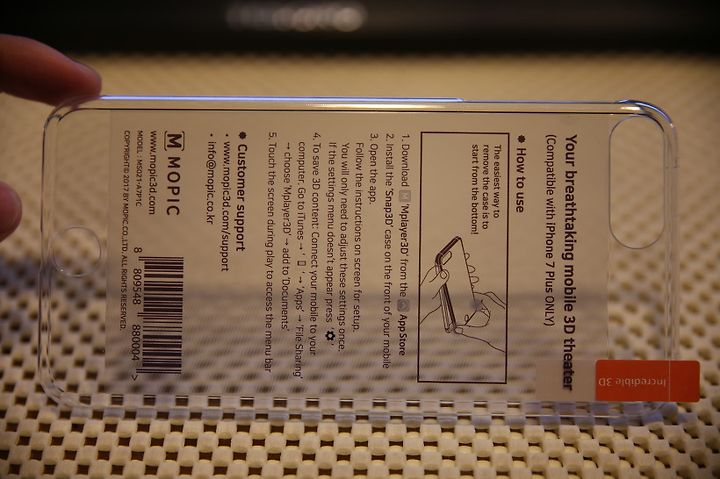 Your breathtaking mobile 3D theater
(Compatible with iPhone 7 Plus ONLY)
✱ How to use
The easiest way to
remove the case is to
start from the bottom!
1. Download 'Mplayer3D' from the App Store
2. Install the 'Snap3D' case on the front of your mobile
3. Open the app.
Follow the instructions on screen for setup.
You will only need to adjust these settings once.
If the settings menu doesn't appear press '⚙'
4. To save 3D content: Connect your mobile to your
computer. Go to iTunes → '▯' → 'Apps' → 'File Sharing'
→ choose 'Mplayer3D' → add to 'Documents'
5. Touch the screen during play to access the menu bar
✱ Customer support
• www.mopic3d.com/support
• info@mopic.co.kr
MOPIC
www.mopic3d.com
MODEL : MS021-A7P1C
COPYRIGHT© 2017 BY MOPIC CO.,LTD. ALL RIGHTS RESERVED.
8 809548 880004 >
Incredible 3D